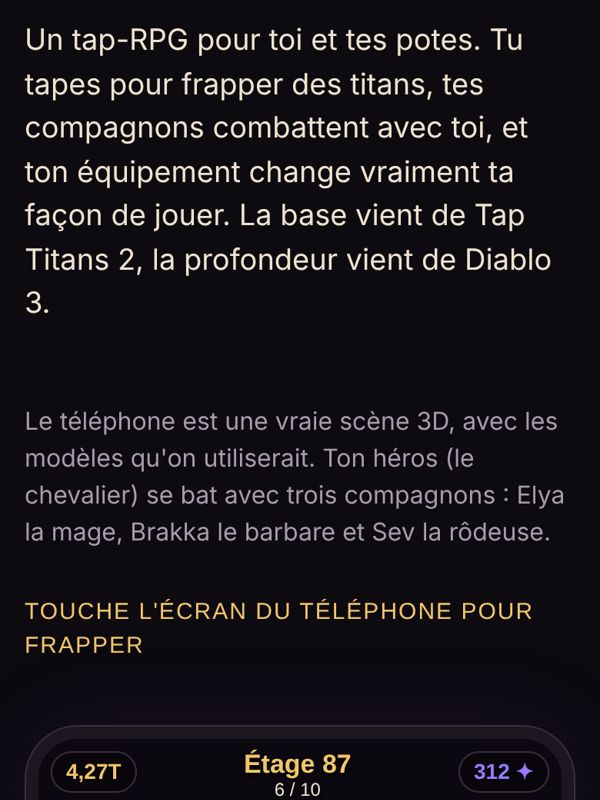 Un tap-RPG pour toi et tes potes. Tu
tapes pour frapper des titans, tes
compagnons combattent avec toi, et
ton équipement change vraiment ta
façon de jouer. La base vient de Tap
Titans 2, la profondeur vient de Diablo
3.
Le téléphone est une vraie scène 3D, avec les
modèles qu'on utiliserait. Ton héros (le
chevalier) se bat avec trois compagnons : Elya
la mage, Brakka le barbare et Sev la rôdeuse.
TOUCHE L'ÉCRAN DU TÉLÉPHONE POUR
FRAPPER
4,27T
Étage 87
312 ✦
6 / 10